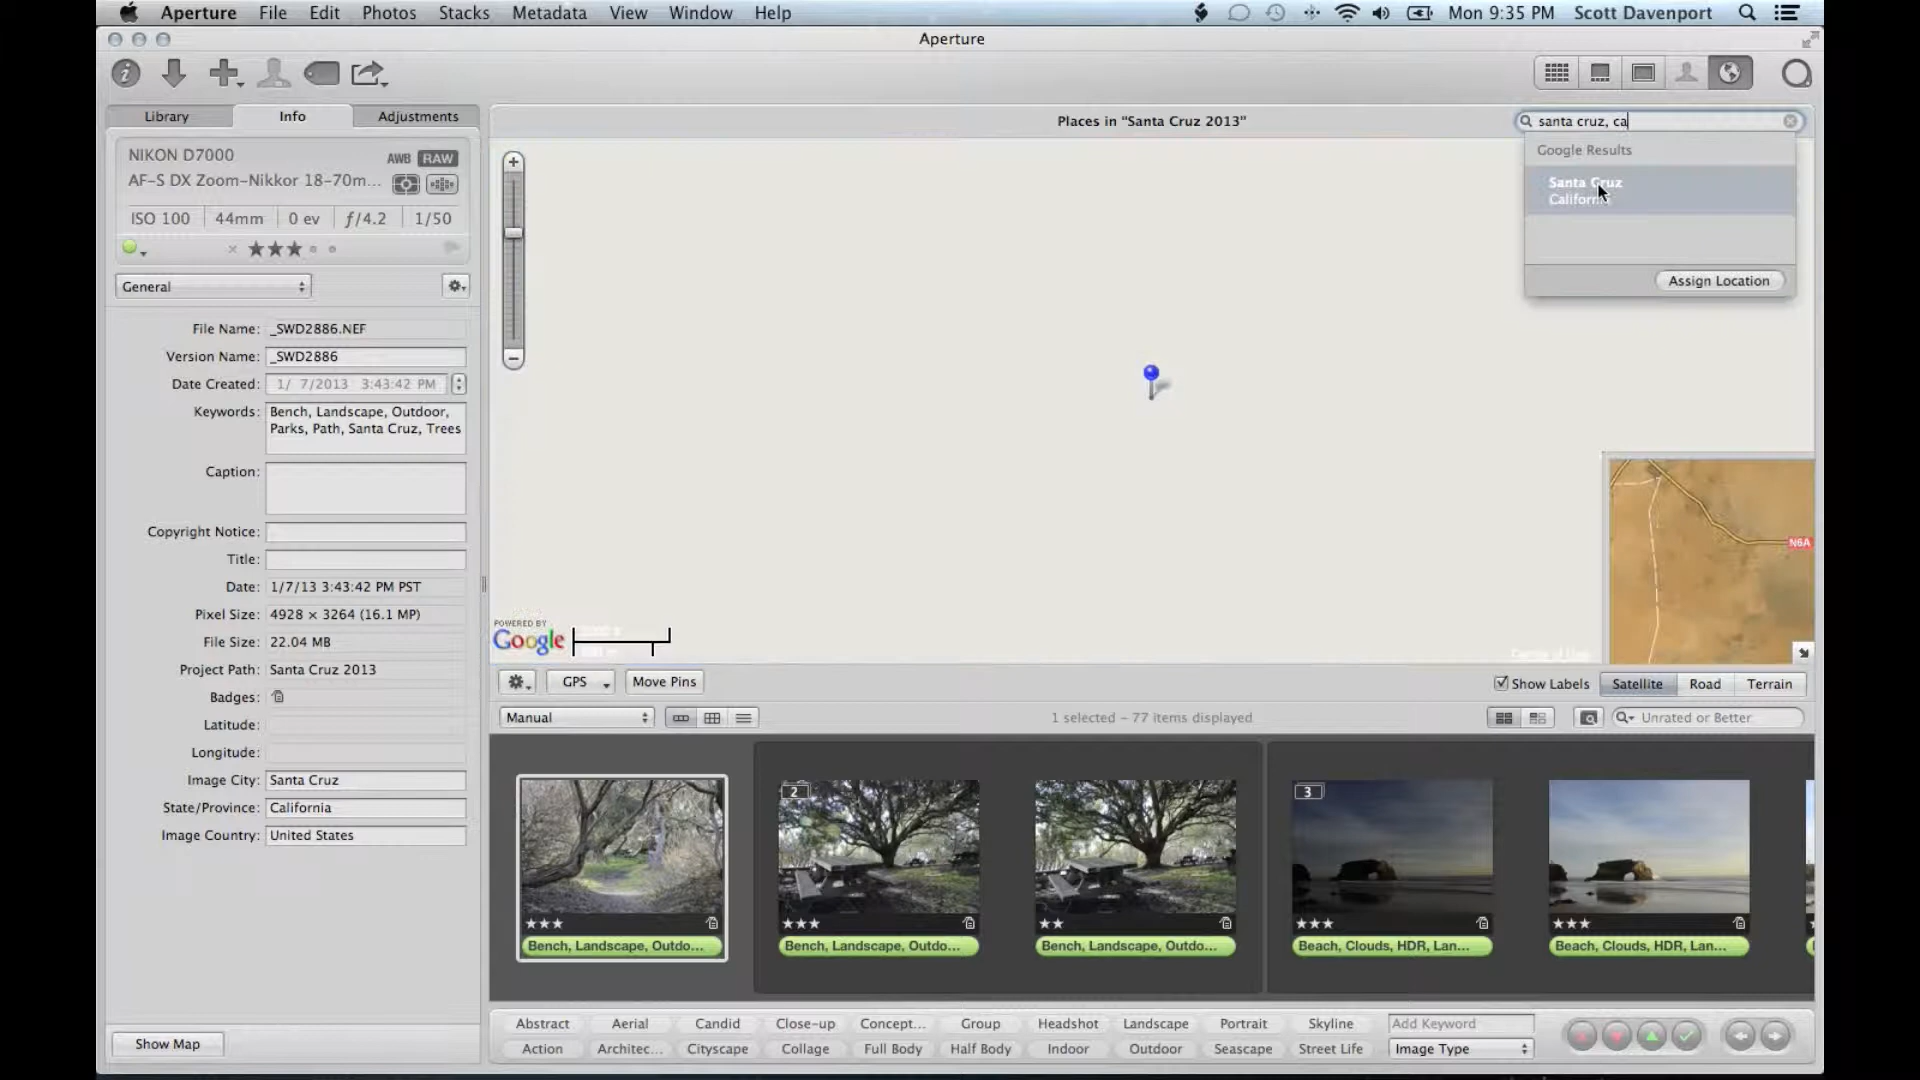 Aperture File Edit Photos Stacks Metadata View Window Help Mon 9:35 PM Scott Davenport
Aperture
Library Info Adjustments
Places in "Santa Cruz 2013"
santa cruz, ca
Google Results
Santa Cruz
California
Assign Location
NIKON D7000 AWB RAW
AF-S DX Zoom-Nikkor 18-70m...
ISO 100 44mm 0 ev ƒ/4.2 1/50
General
File Name: _SWD2886.NEF
Version Name: _SWD2886
Date Created: 1/ 7/2013 3:43:42 PM
Keywords: Bench, Landscape, Outdoor,
Parks, Path, Santa Cruz, Trees
Caption:
Copyright Notice:
Title:
Date: 1/7/13 3:43:42 PM PST
Pixel Size: 4928 × 3264 (16.1 MP)
File Size: 22.04 MB
Project Path: Santa Cruz 2013
Badges:
Latitude:
Longitude:
Image City: Santa Cruz
State/Province: California
Image Country: United States
Show Map
N6A
POWERED BY
Google
GPS Move Pins Show Labels Satellite Road Terrain
Manual 1 selected – 77 items displayed Unrated or Better
2 3
Bench, Landscape, Outdo... Bench, Landscape, Outdo... Bench, Landscape, Outdo... Beach, Clouds, HDR, Lan... Beach, Clouds, HDR, Lan...
Abstract Aerial Candid Close-up Concept... Group Headshot Landscape Portrait Skyline Add Keyword
Action Architec... Cityscape Collage Full Body Half Body Indoor Outdoor Seascape Street Life Image Type